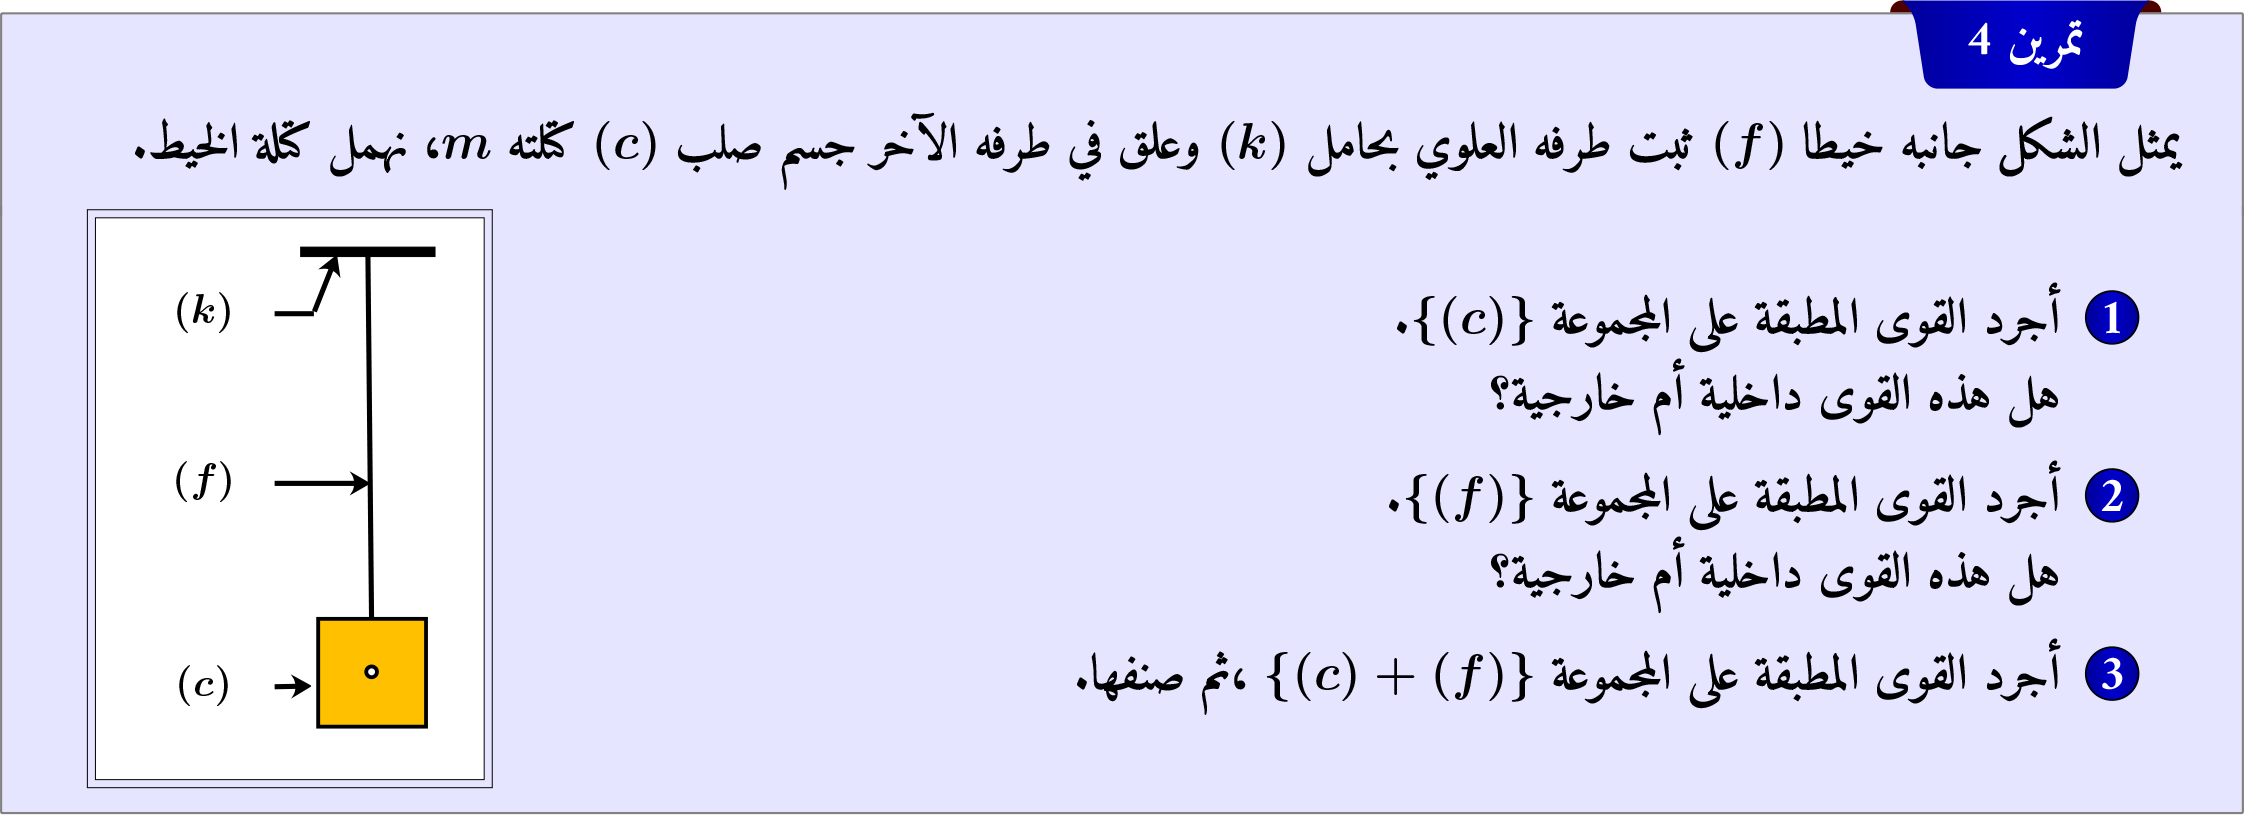 تمرين 4
يمثل الشكل جانبه خيطا (f) ثبت طرفه العلوي بحامل (k) وعلق في طرفه الآخر جسم صلب (c) كتلته m، نهمل كتلة الخيط.
1 أجرد القوى المطبقة على المجموعة {(c)}.
هل هذه القوى داخلية أم خارجية؟
2 أجرد القوى المطبقة على المجموعة {(f)}.
هل هذه القوى داخلية أم خارجية؟
3 أجرد القوى المطبقة على المجموعة {(f) + (c)} ،ثم صنفها.
(k)
(f)
(c)